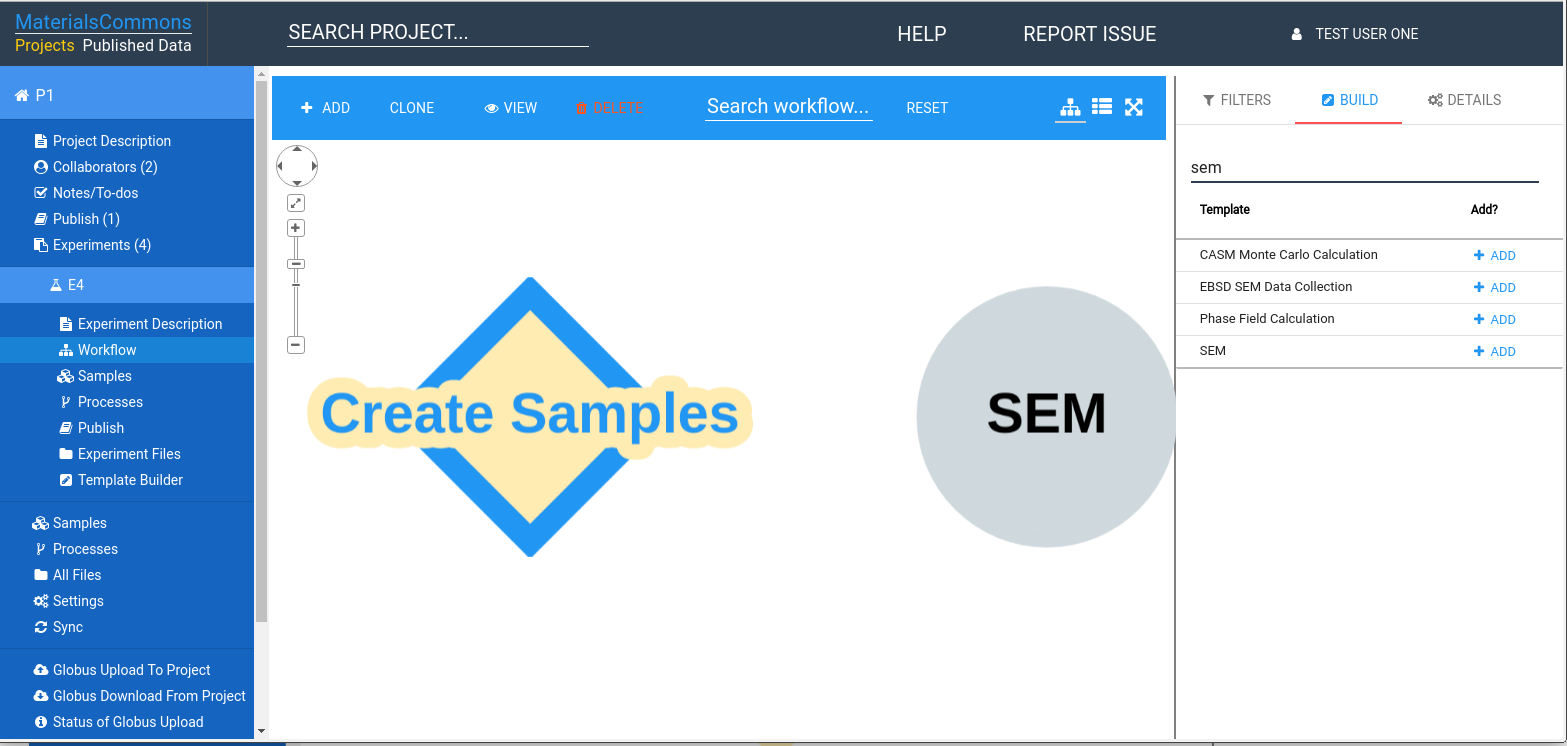 MaterialsCommons
Projects Published Data
SEARCH PROJECT...
HELP
REPORT ISSUE
TEST USER ONE
P1
Project Description
Collaborators (2)
Notes/To-dos
Publish (1)
Experiments (4)
E4
Experiment Description
Workflow
Samples
Processes
Publish
Experiment Files
Template Builder
Samples
Processes
All Files
Settings
Sync
Globus Upload To Project
Globus Download From Project
Status of Globus Upload
ADD
CLONE
VIEW
DELETE
Search workflow...
RESET
Create Samples
SEM
FILTERS
BUILD
DETAILS
sem
Template Add?
CASM Monte Carlo Calculation ADD
EBSD SEM Data Collection ADD
Phase Field Calculation ADD
SEM ADD